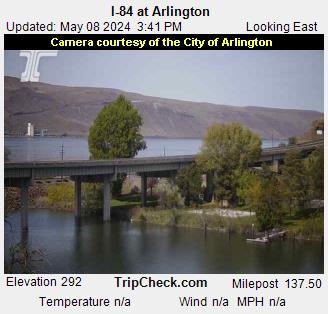 I-84 at Arlington
Updated: May 08 2024 3:41 PM Looking East
Camera courtesy of the City of Arlington
Elevation 292 TripCheck.com Milepost 137.50
Temperature n/a Wind n/a MPH n/a